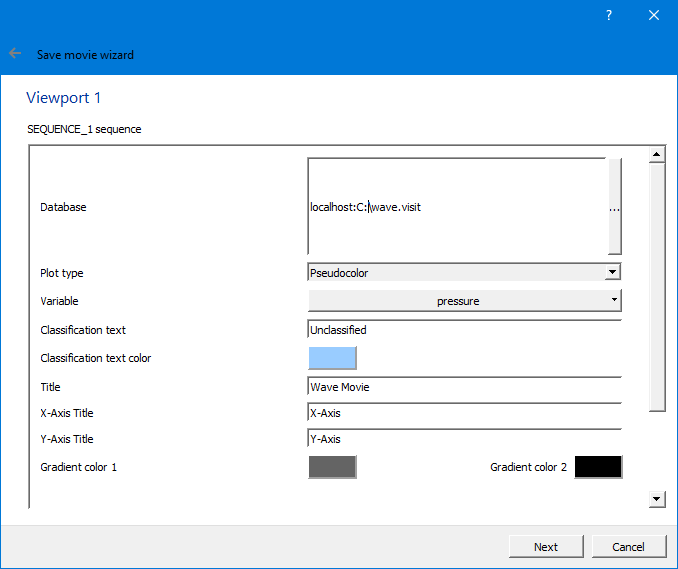 ?
Save movie wizard
Viewport 1
SEQUENCE_1 sequence
Database
localhost:C:\wave.visit
...
Plot type
Pseudocolor
Variable
pressure
Classification text
Unclassified
Classification text color
Title
Wave Movie
X-Axis Title
X-Axis
Y-Axis Title
Y-Axis
Gradient color 1
Gradient color 2
Next
Cancel